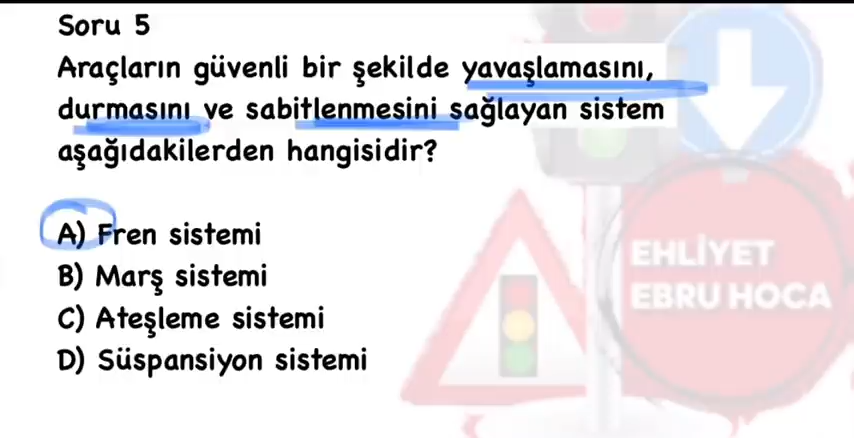 Soru 5
Araçların güvenli bir şekilde yavaşlamasını,
durmasını ve sabitlenmesini sağlayan sistem
aşağıdakilerden hangisidir?
A) Fren sistemi
B) Marş sistemi
C) Ateşleme sistemi
D) Süspansiyon sistemi
EHLİYET
EBRU HOCA